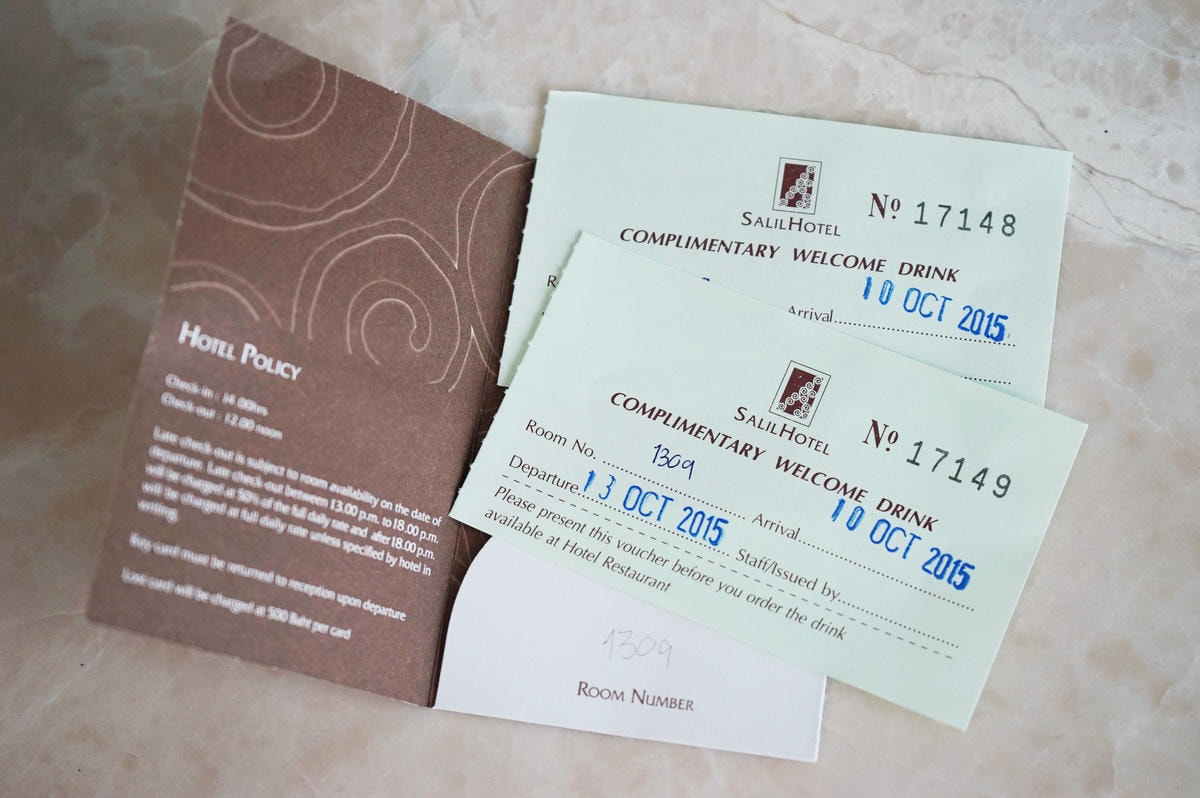 HOTEL POLICY
Check-in : 14.00hrs
Check-out : 12.00 noon
Late check-out is subject to room availability on the date of
departure. Late check-out between 13.00 p.m. to 18.00 p.m.
will be charged at 50% of the full daily rate and after 18.00 p.m.
will be charged at full daily rate unless specified by hotel in
writing.
Key card must be returned to reception upon departure
Lose card will be charged at 500 Baht per card
SALIL HOTEL
Nº 17148
COMPLIMENTARY WELCOME DRINK
R
Arrival 10 OCT 2015
SALIL HOTEL
Nº 17149
COMPLIMENTARY WELCOME DRINK
Room No. 1309 Arrival 10 OCT 2015
Departure 13 OCT 2015 Staff/Issued by
Please present this voucher before you order the drink
available at Hotel Restaurant
1309
ROOM NUMBER